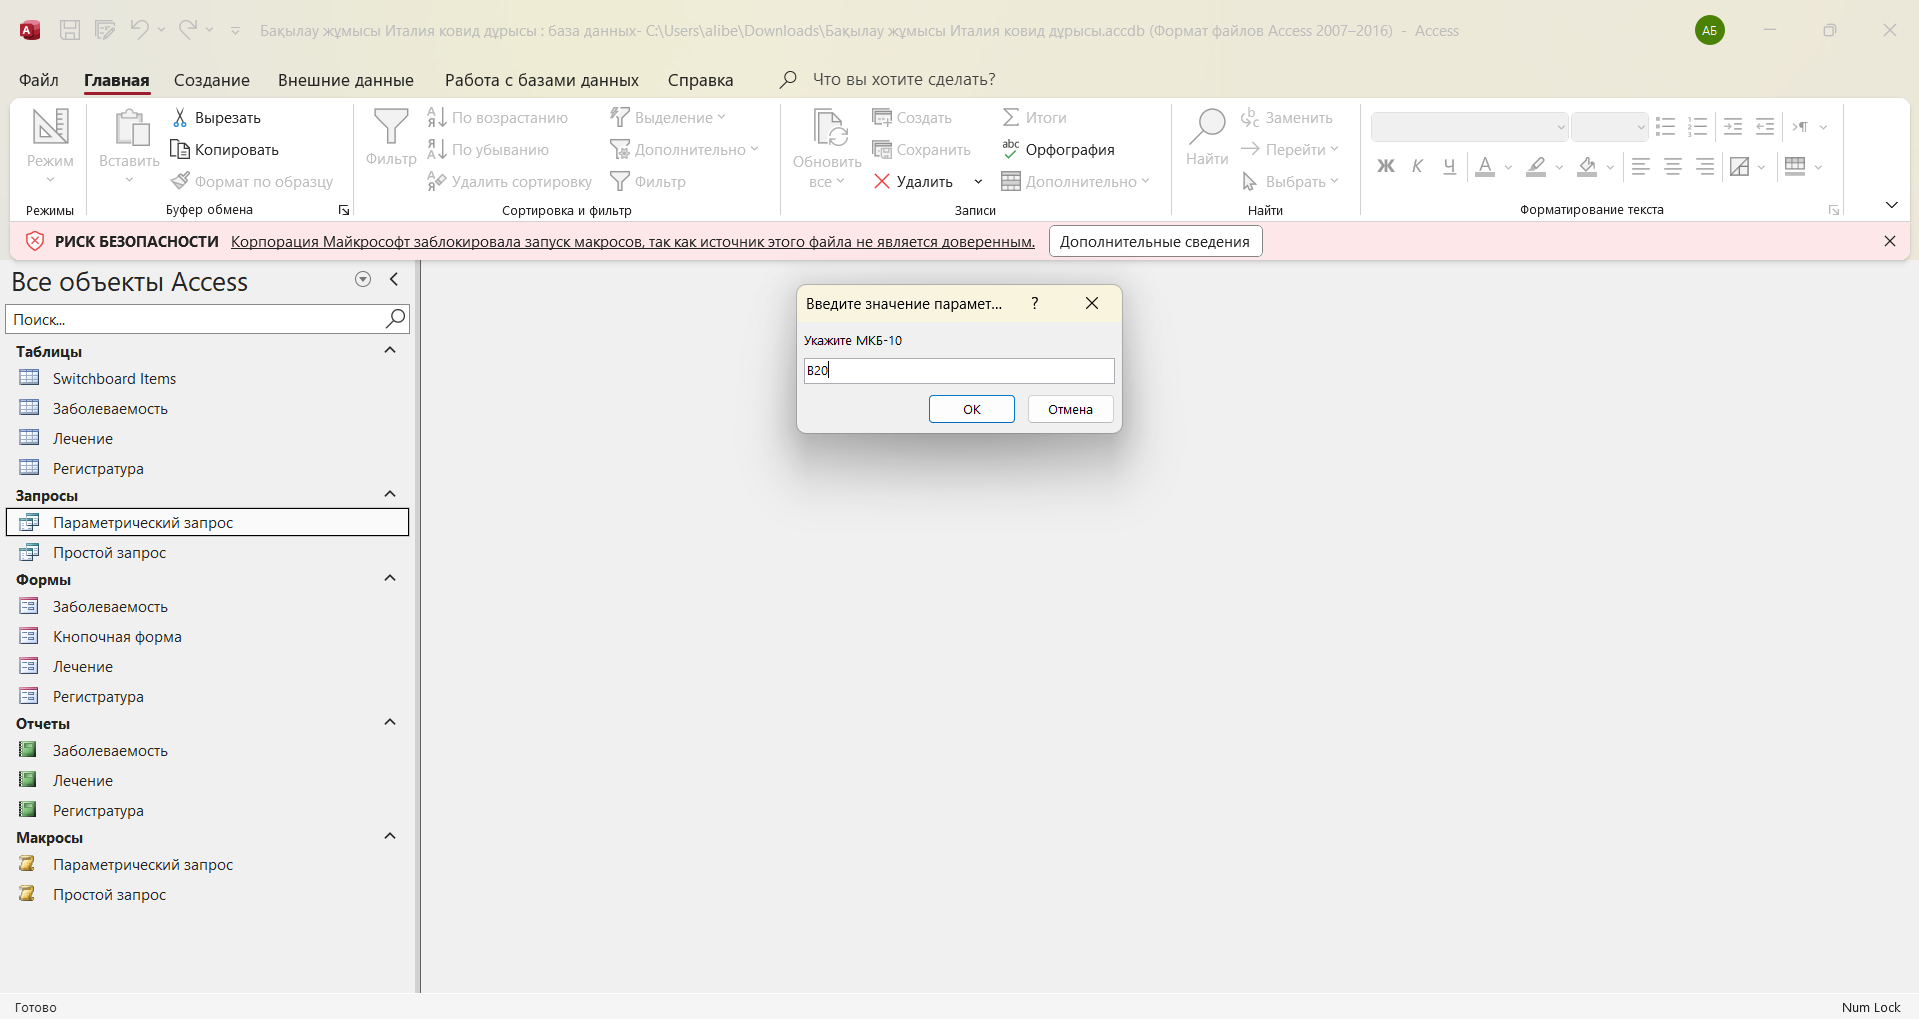 Бақылау жұмысы Италия ковид дұрысы : база данных- C:\Users\alibe\Downloads\Бақылау жұмысы Италия ковид дұрысы.accdb (Формат файлов Access 2007–2016) - Access
АБ
Файл Главная Создание Внешние данные Работа с базами данных Справка Что вы хотите сделать?
Режим
Режимы
Вставить
Вырезать
Копировать
Формат по образцу
Буфер обмена
Фильтр
По возрастанию
По убыванию
Удалить сортировку
Выделение
Дополнительно
Фильтр
Сортировка и фильтр
Обновить
все
Создать
Сохранить
Удалить
Итоги
Орфография
Дополнительно
Записи
Найти
Заменить
Перейти
Выбрать
Найти
Ж К Ч А
Форматирование текста
РИСК БЕЗОПАСНОСТИ Корпорация Майкрософт заблокировала запуск макросов, так как источник этого файла не является доверенным. Дополнительные сведения
Все объекты Access
Поиск...
Таблицы
Switchboard Items
Заболеваемость
Лечение
Регистратура
Запросы
Параметрический запрос
Простой запрос
Формы
Заболеваемость
Кнопочная форма
Лечение
Регистратура
Отчеты
Заболеваемость
Лечение
Регистратура
Макросы
Параметрический запрос
Простой запрос
Введите значение парамет... ?
Укажите МКБ-10
B20
ОК Отмена
Готово
Num Lock